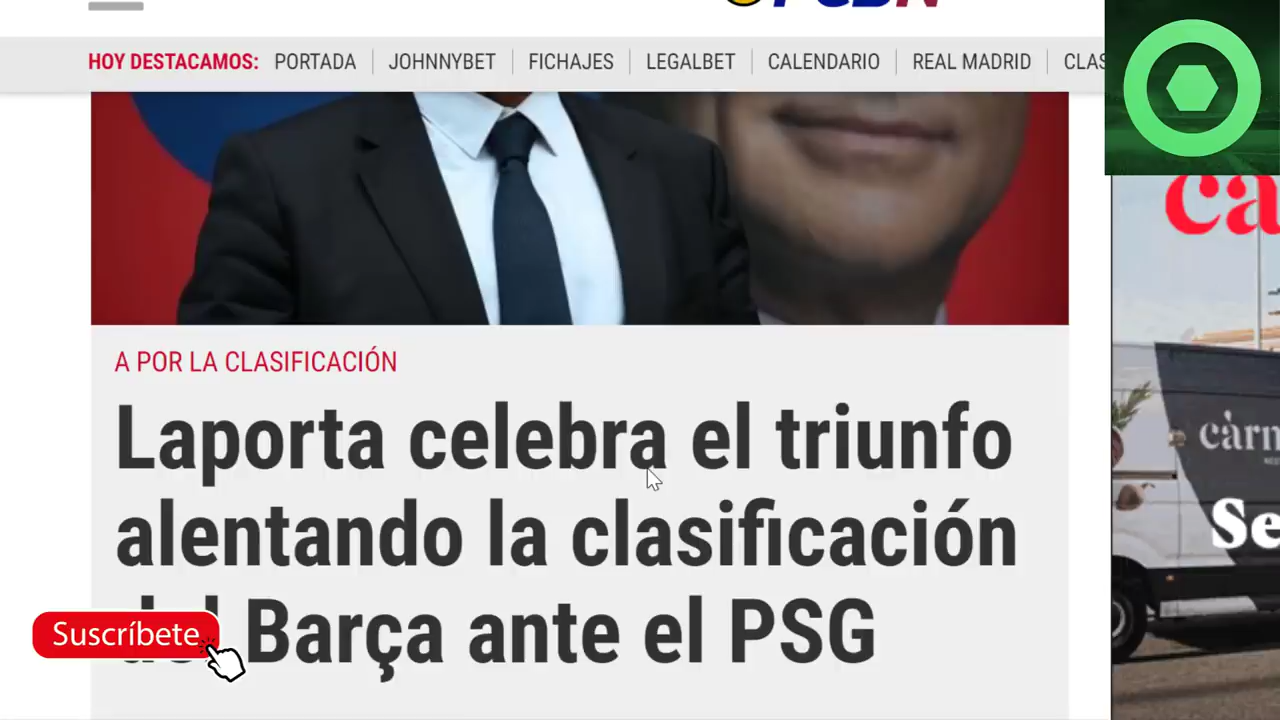 HOY DESTACAMOS: PORTADA JOHNNYBET FICHAJES LEGALBET CALENDARIO REAL MADRID
A POR LA CLASIFICACIÓN
Laporta celebra el triunfo
alentando la clasificación
Barça ante el PSG
Suscríbete